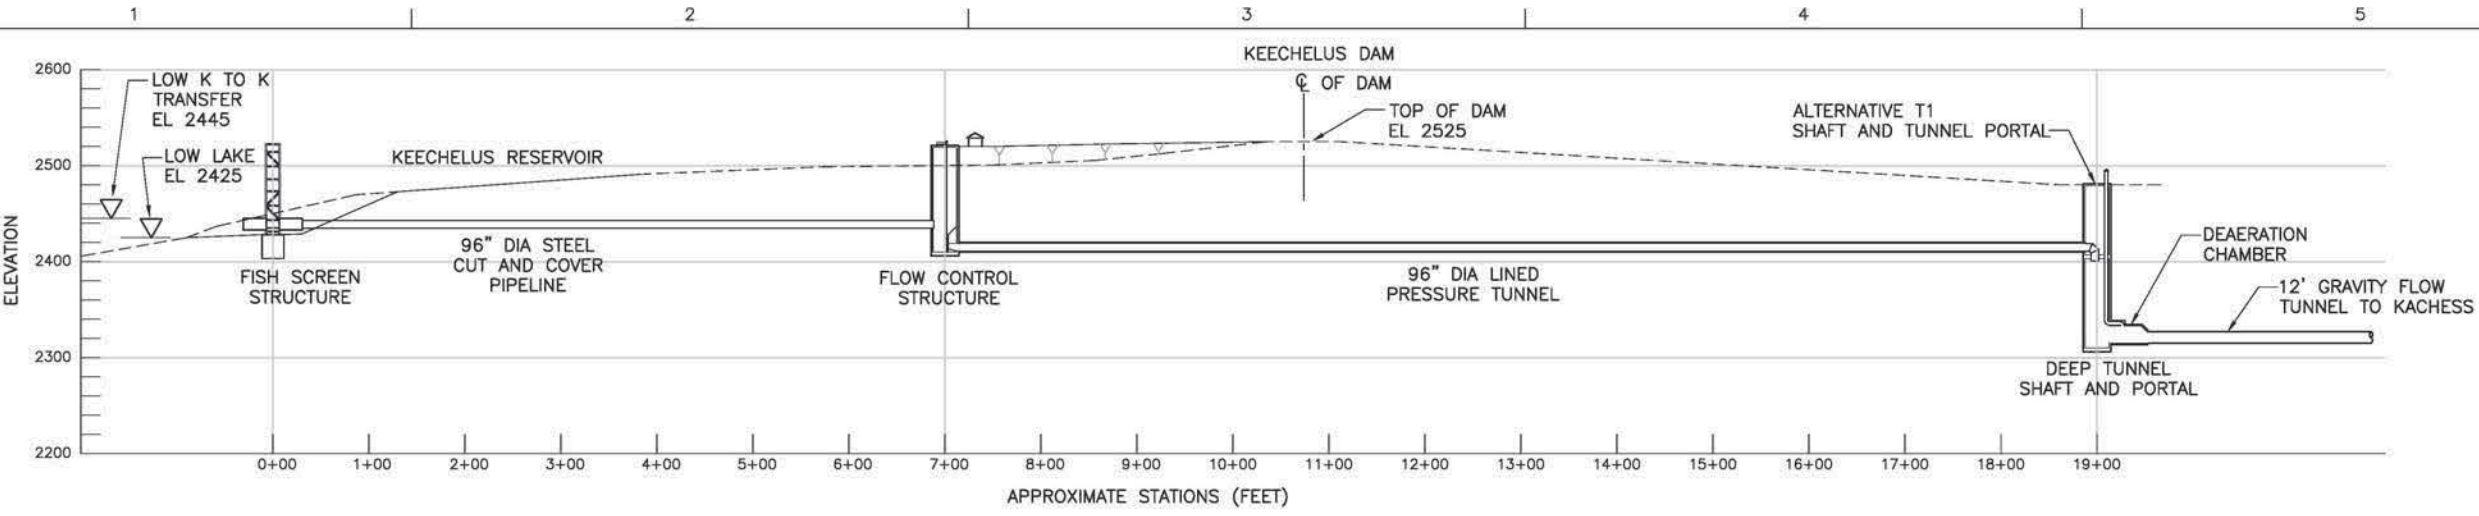 1 2 3 4 5
KEECHELUS DAM
℄ OF DAM
2600
LOW K TO K
TRANSFER
EL 2445
TOP OF DAM
EL 2525
ALTERNATIVE T1
SHAFT AND TUNNEL PORTAL
2500
LOW LAKE
EL 2425
KEECHELUS RESERVOIR
ELEVATION
96" DIA STEEL
CUT AND COVER
PIPELINE
2400
FISH SCREEN
STRUCTURE
FLOW CONTROL
STRUCTURE
96" DIA LINED
PRESSURE TUNNEL
DEAERATION
CHAMBER
12' GRAVITY FLOW
TUNNEL TO KACHESS
2300
DEEP TUNNEL
SHAFT AND PORTAL
2200
0+00 1+00 2+00 3+00 4+00 5+00 6+00 7+00 8+00 9+00 10+00 11+00 12+00 13+00 14+00 15+00 16+00 17+00 18+00 19+00
APPROXIMATE STATIONS (FEET)